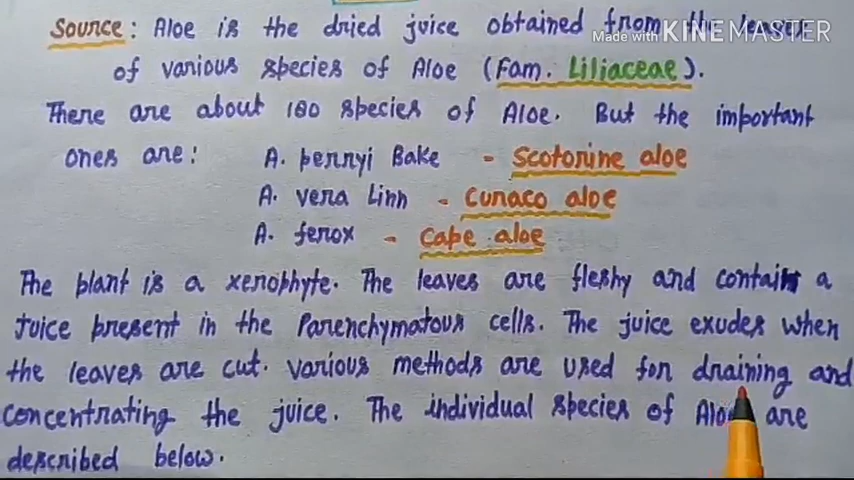 Source: Aloe is the dried juice obtained from the leaves
Made with KINEMASTER
of various species of Aloe (Fam. Liliaceae).
There are about 180 species of Aloe. But the important
ones are: A. perryi Bake - Scotorine aloe
A. vera Linn - Curaco aloe
A. ferox - Cape aloe
The plant is a xerophyte. The leaves are fleshy and contain a
Juice present in the Parenchymatous cells. The juice exudes when
the leaves are cut. various methods are used for draining and
concentrating the juice. The individual species of Aloe are
described below.